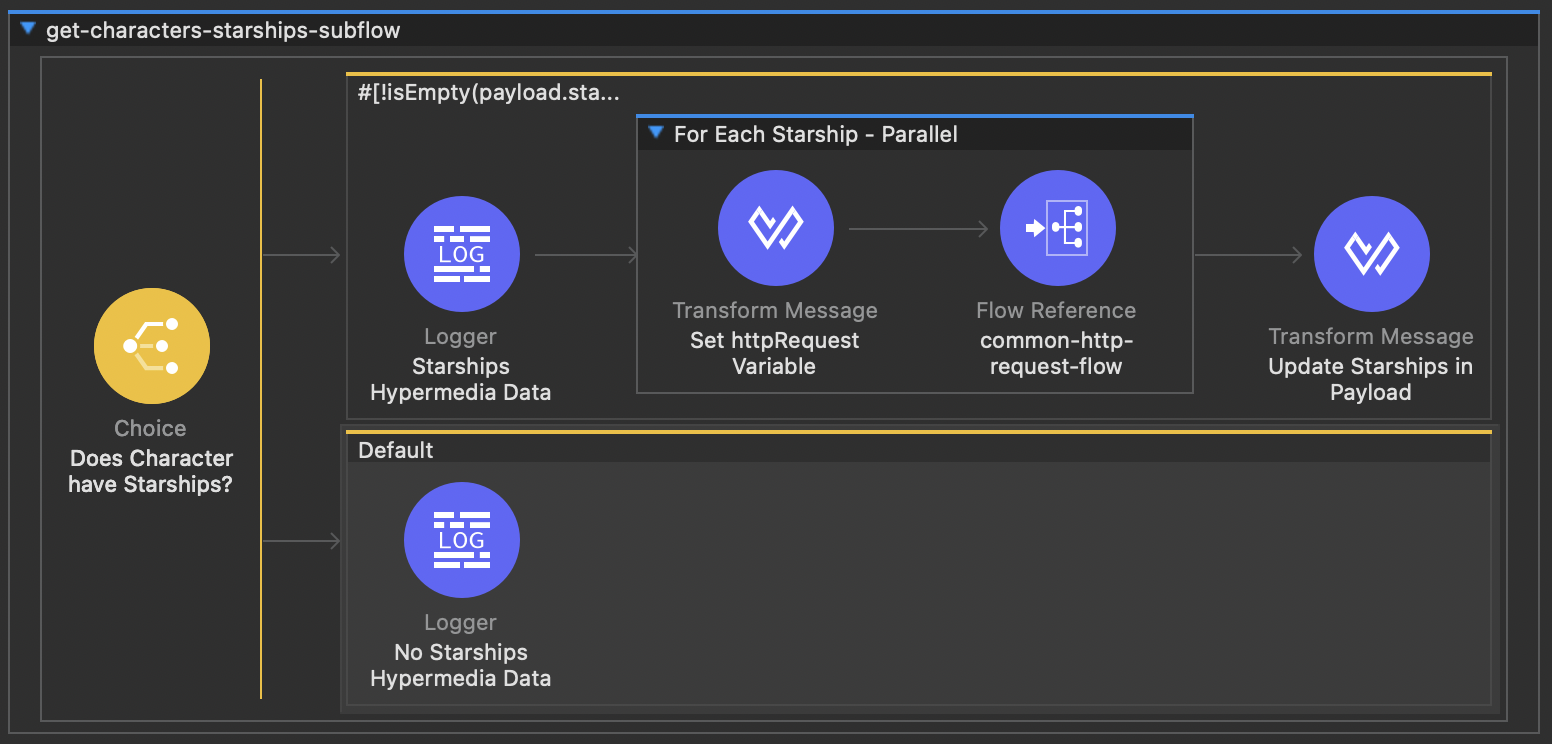 get-characters-starships-subflow
#[!isEmpty(payload.sta...
For Each Starship - Parallel
LOG
Logger
Starships
Hypermedia Data
Transform Message
Set httpRequest
Variable
Flow Reference
common-http-
request-flow
Transform Message
Update Starships in
Payload
Choice
Does Character
have Starships?
Default
LOG
Logger
No Starships
Hypermedia Data